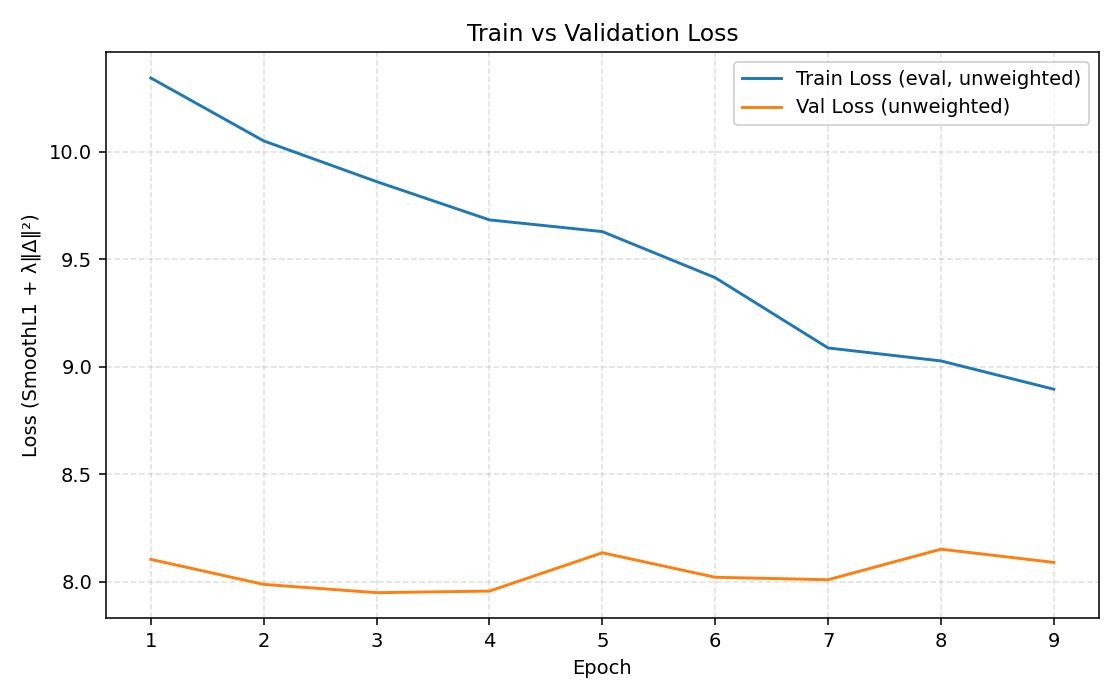 Train vs Validation Loss
Train Loss (eval, unweighted)
Val Loss (unweighted)
Loss (SmoothL1 + λ‖Δ‖²)
10.0
9.5
9.0
8.5
8.0
1 2 3 4 5 6 7 8 9
Epoch